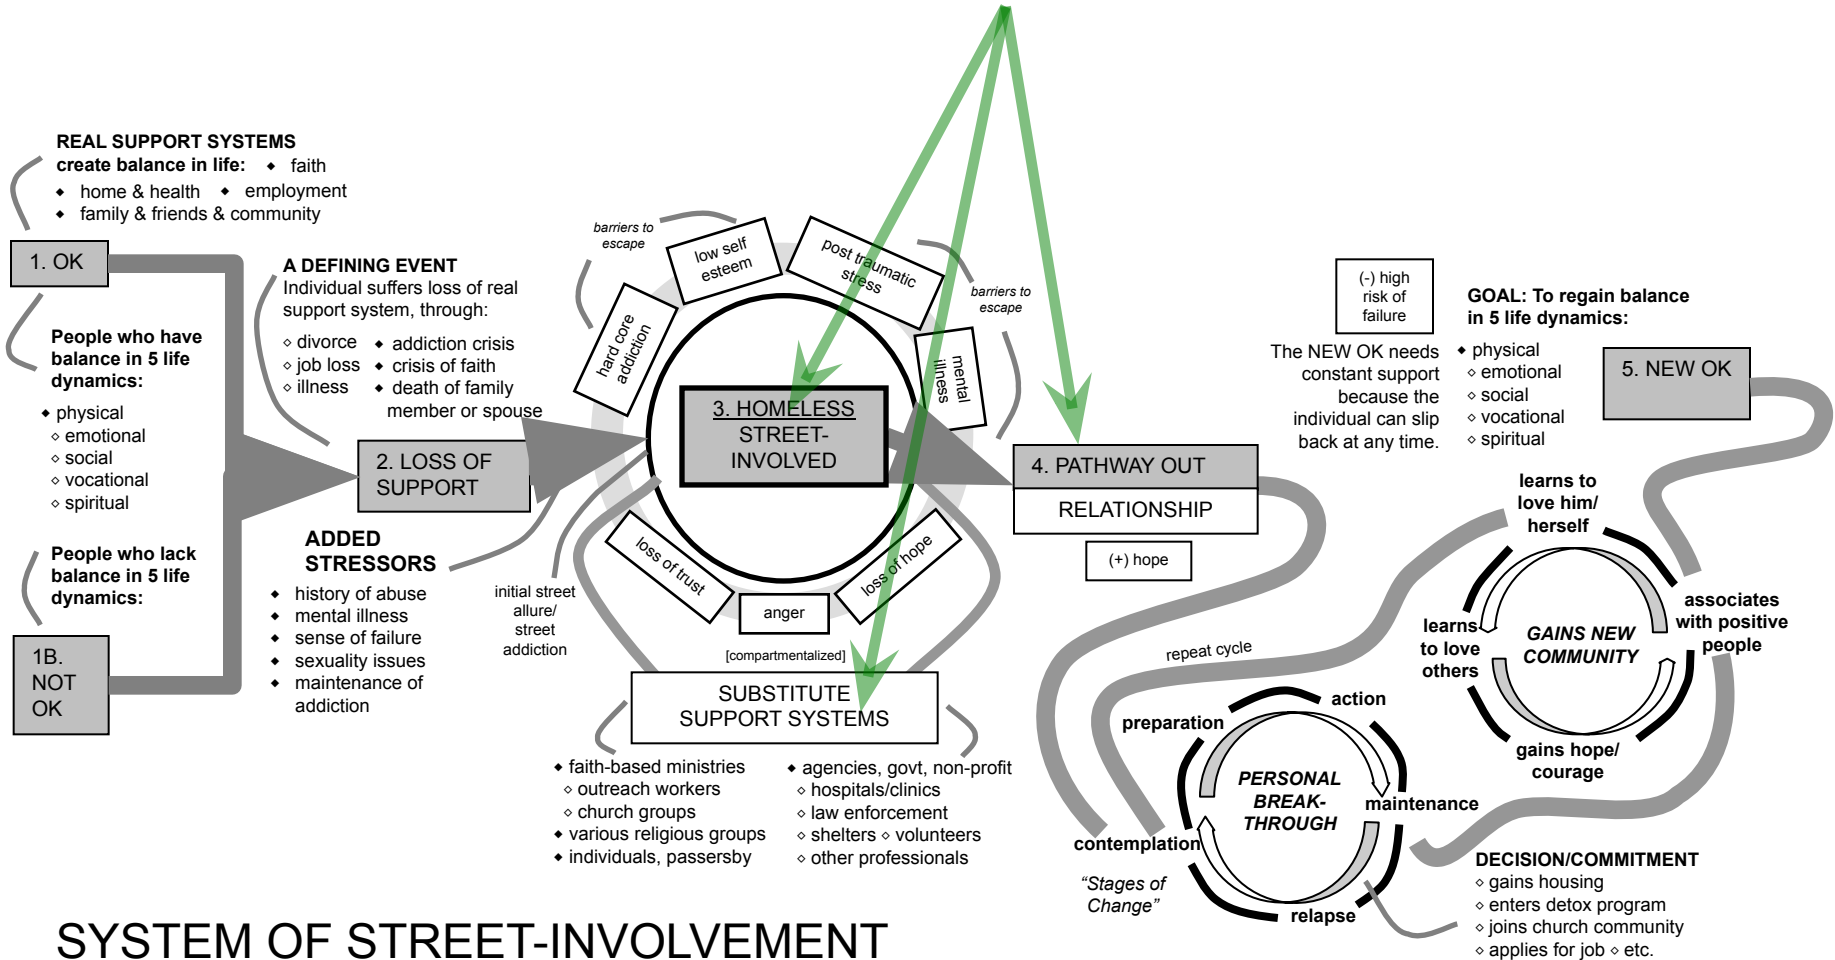 REAL SUPPORT SYSTEMS
create balance in life: ◆ faith
◆ home & health ◆ employment
◆ family & friends & community
1. OK
People who have
balance in 5 life
dynamics:
◆ physical
◇ emotional
◇ social
◇ vocational
◇ spiritual
People who lack
balance in 5 life
dynamics:
1B.
NOT
OK
A DEFINING EVENT
Individual suffers loss of real
support system, through:
◇ divorce ◆ addiction crisis
◇ job loss ◆ crisis of faith
◇ illness ◆ death of family
member or spouse
2. LOSS OF
SUPPORT
ADDED
STRESSORS
◆ history of abuse
◆ mental illness
◆ sense of failure
◆ sexuality issues
◆ maintenance of
addiction
initial street
allure/
street
addiction
barriers to
escape
hard core
addiction
low self
esteem
post traumatic
stress
mental
illness
barriers to
escape
3. HOMELESS
STREET-
INVOLVED
loss of trust
anger
loss of hope
[compartmentalized]
SUBSTITUTE
SUPPORT SYSTEMS
◆ faith-based ministries
◇ outreach workers
◇ church groups
◆ various religious groups
◆ individuals, passersby
◆ agencies, govt, non-profit
◇ hospitals/clinics
◇ law enforcement
◇ shelters ◇ volunteers
◇ other professionals
4. PATHWAY OUT
RELATIONSHIP
(+) hope
(-) high
risk of
failure
The NEW OK needs
constant support
because the
individual can slip
back at any time.
GOAL: To regain balance
in 5 life dynamics:
◆ physical
◇ emotional
◇ social
◇ vocational
◇ spiritual
5. NEW OK
learns to
love him/
herself
associates
with positive
people
learns
to love
others
GAINS NEW
COMMUNITY
gains hope/
courage
repeat cycle
action
preparation
PERSONAL
BREAK-
THROUGH
maintenance
contemplation
relapse
“Stages of
Change”
DECISION/COMMITMENT
◇ gains housing
◇ enters detox program
◇ joins church community
◇ applies for job ◇ etc.
SYSTEM OF STREET-INVOLVEMENT